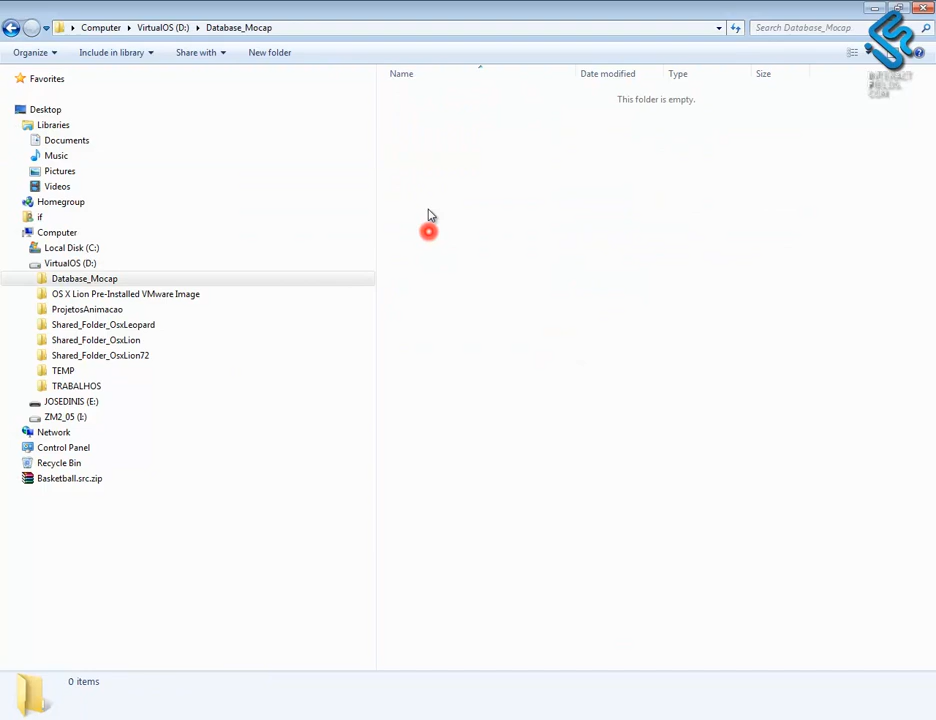 Computer VirtualOS (D:) Database_Mocap Search Database_Mocap
Organize Include in library Share with New folder
INTERACT
FIELDS.
COM
Name Date modified Type Size
This folder is empty.
Favorites
Desktop
Libraries
Documents
Music
Pictures
Videos
Homegroup
if
Computer
Local Disk (C:)
VirtualOS (D:)
Database_Mocap
OS X Lion Pre-Installed VMware Image
ProjetosAnimacao
Shared_Folder_OsxLeopard
Shared_Folder_OsxLion
Shared_Folder_OsxLion72
TEMP
TRABALHOS
JOSEDINIS (E:)
ZM2_05 (I:)
Network
Control Panel
Recycle Bin
Basketball.src.zip
0 items